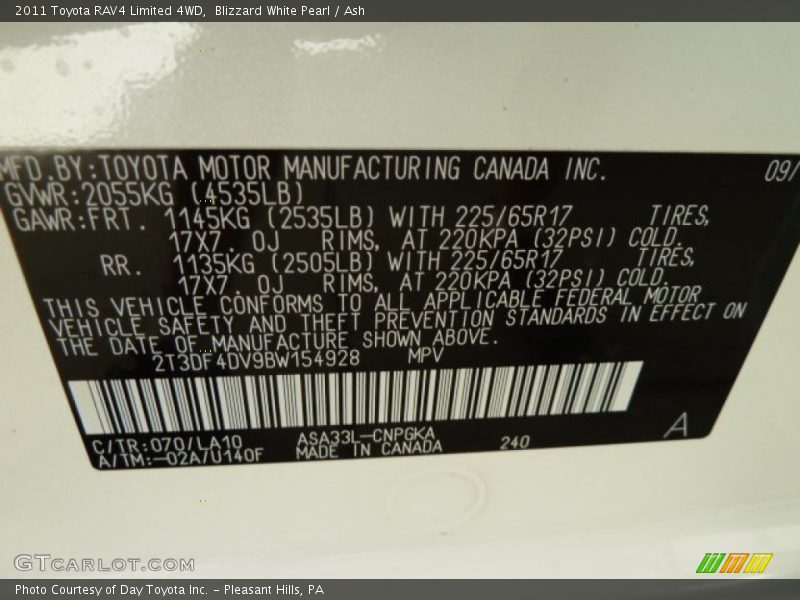 2011 Toyota RAV4 Limited 4WD,  Blizzard White Pearl / Ash
MFD.BY:TOYOTA MOTOR MANUFACTURING CANADA INC. 09/
GVWR:2055KG (4535LB)
GAWR:FRT. 1145KG (2535LB) WITH 225/65R17 TIRES,
17X7.0J RIMS, AT 220KPA (32PSI) COLD.
RR. 1135KG (2505LB) WITH 225/65R17 TIRES,
17X7.0J RIMS, AT 220KPA (32PSI) COLD.
THIS VEHICLE CONFORMS TO ALL APPLICABLE FEDERAL MOTOR
VEHICLE SAFETY AND THEFT PREVENTION STANDARDS IN EFFECT ON
THE DATE OF MANUFACTURE SHOWN ABOVE.
2T3DF4DV9BW154928 MPV
C/TR:070/LA10 ASA33L-CNPGKA 240 A
A/TM:-02A/U140F MADE IN CANADA
GTCARLOT.COM
Photo Courtesy of Day Toyota Inc. - Pleasant Hills, PA